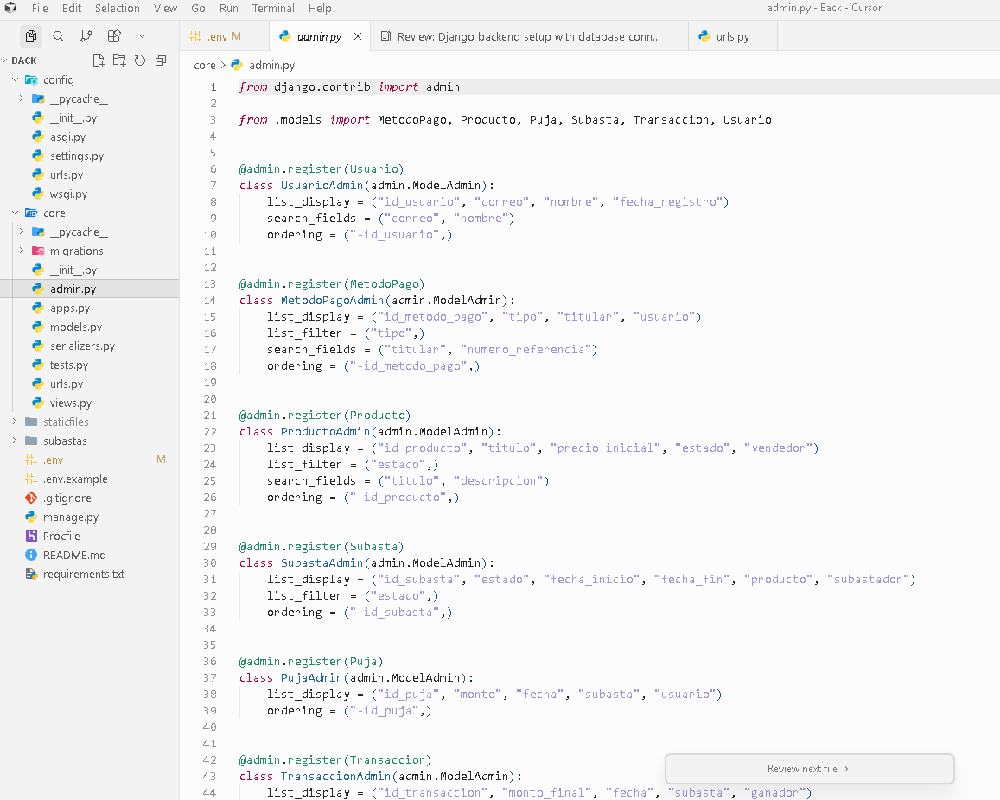 File Edit Selection View Go Run Terminal Help admin.py - Back - Cursor
.env M admin.py Review: Django backend setup with database conn... urls.py
BACK
core > admin.py
config
__pycache__
__init__.py
asgi.py
settings.py
urls.py
wsgi.py
core
__pycache__
migrations
__init__.py
admin.py
apps.py
models.py
serializers.py
tests.py
urls.py
views.py
staticfiles
subastas
.env M
.env.example
.gitignore
manage.py
Procfile
README.md
requirements.txt
1 from django.contrib import admin
2
3 from .models import MetodoPago, Producto, Puja, Subasta, Transaccion, Usuario
4
5
6 @admin.register(Usuario)
7 class UsuarioAdmin(admin.ModelAdmin):
8     list_display = ("id_usuario", "correo", "nombre", "fecha_registro")
9     search_fields = ("correo", "nombre")
10     ordering = ("-id_usuario",)
11
12
13 @admin.register(MetodoPago)
14 class MetodoPagoAdmin(admin.ModelAdmin):
15     list_display = ("id_metodo_pago", "tipo", "titular", "usuario")
16     list_filter = ("tipo",)
17     search_fields = ("titular", "numero_referencia")
18     ordering = ("-id_metodo_pago",)
19
20
21 @admin.register(Producto)
22 class ProductoAdmin(admin.ModelAdmin):
23     list_display = ("id_producto", "titulo", "precio_inicial", "estado", "vendedor")
24     list_filter = ("estado",)
25     search_fields = ("titulo", "descripcion")
26     ordering = ("-id_producto",)
27
28
29 @admin.register(Subasta)
30 class SubastaAdmin(admin.ModelAdmin):
31     list_display = ("id_subasta", "estado", "fecha_inicio", "fecha_fin", "producto", "subastador")
32     list_filter = ("estado",)
33     ordering = ("-id_subasta",)
34
35
36 @admin.register(Puja)
37 class PujaAdmin(admin.ModelAdmin):
38     list_display = ("id_puja", "monto", "fecha", "subasta", "usuario")
39     ordering = ("-id_puja",)
40
41
42 @admin.register(Transaccion)
43 class TransaccionAdmin(admin.ModelAdmin):
44     list_display = ("id_transaccion", "monto_final", "fecha", "subasta", "ganador")
Review next file >